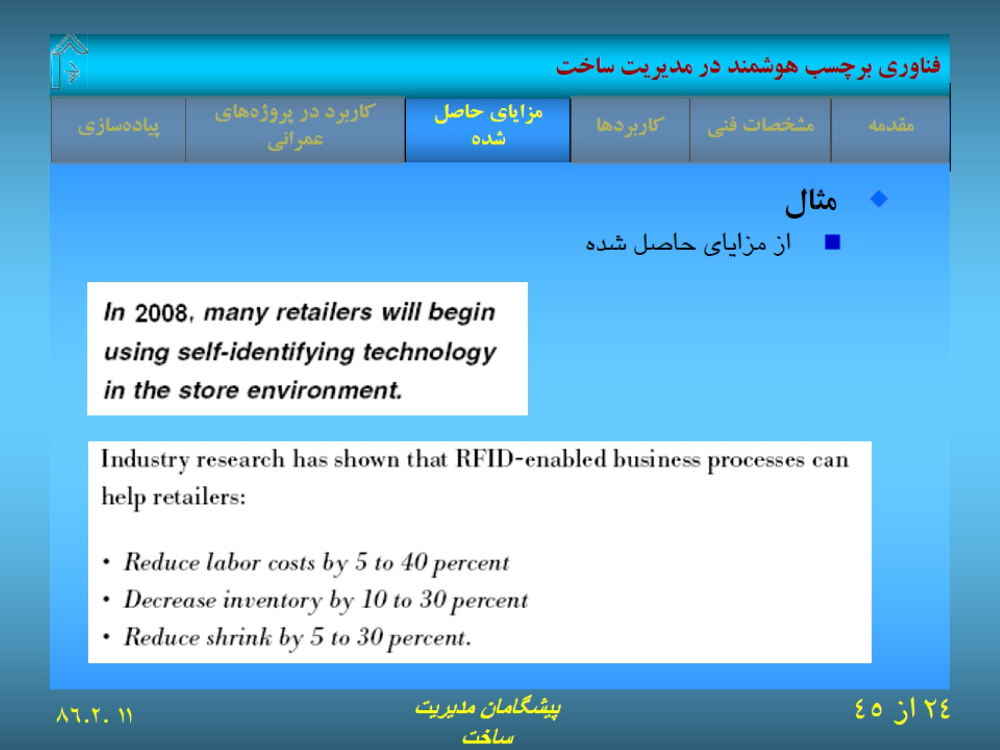 فناوری برچسب هوشمند در مدیریت ساخت
مقدمه
مشخصات فنی
کاربردها
مزایای حاصل
شده
کاربرد در پروژه‌های
عمرانی
پیاده‌سازی
مثال
از مزایای حاصل شده
In 2008, many retailers will begin
using self-identifying technology
in the store environment.
Industry research has shown that RFID-enabled business processes can
help retailers:
• Reduce labor costs by 5 to 40 percent
• Decrease inventory by 10 to 30 percent
• Reduce shrink by 5 to 30 percent.
٢٤ از ٤٥
پیشگامان مدیریت
ساخت
٨٦.٢. ١١